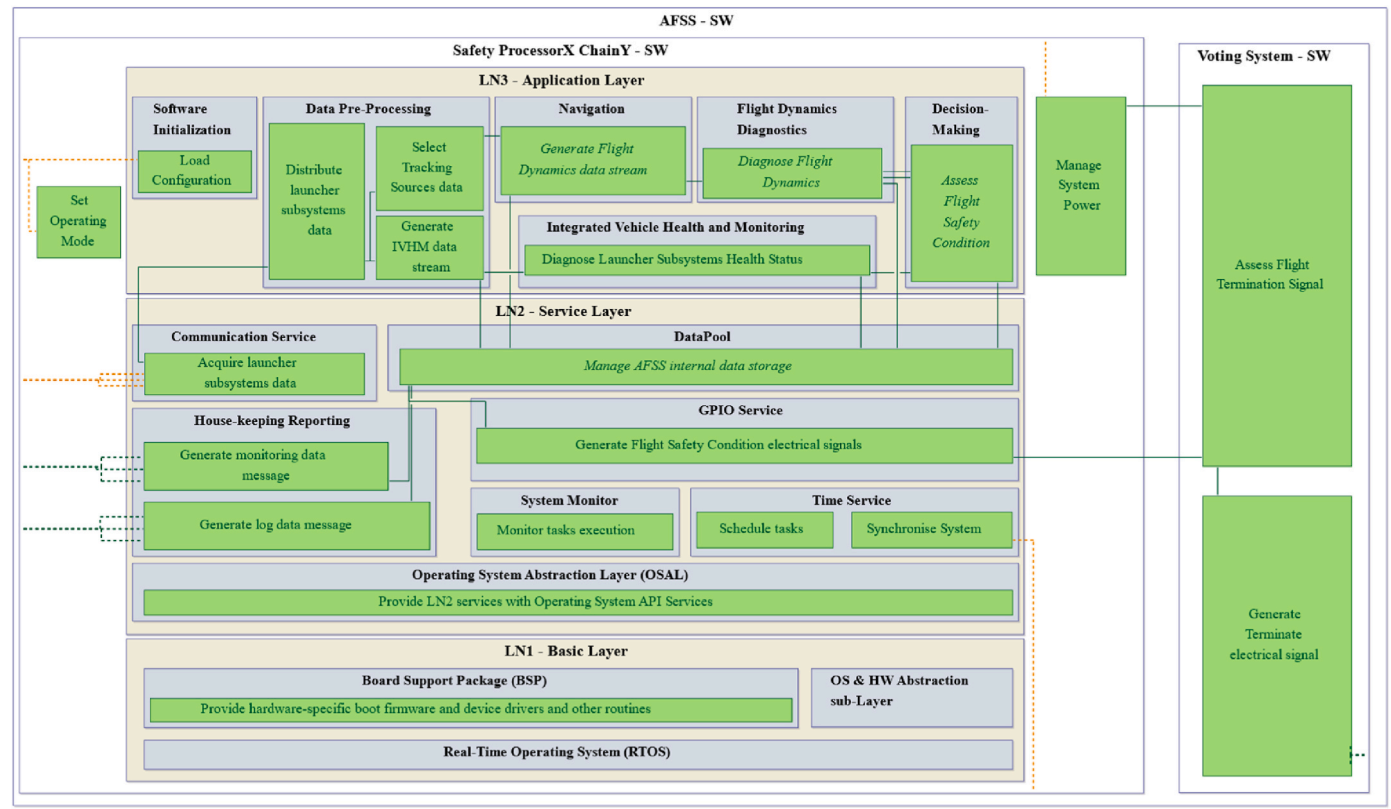 AFSS - SW
Safety ProcessorX ChainY - SW
Voting System - SW
LN3 - Application Layer
Software
Initialization
Load
Configuration
Set
Operating
Mode
Data Pre-Processing
Distribute
launcher
subsystems
data
Select
Tracking
Sources data
Generate
IVHM data
stream
Navigation
Generate Flight
Dynamics data stream
Flight Dynamics
Diagnostics
Diagnose Flight
Dynamics
Decision-
Making
Assess
Flight
Safety
Condition
Integrated Vehicle Health and Monitoring
Diagnose Launcher Subsystems Health Status
Manage
System
Power
Assess Flight
Termination Signal
LN2 - Service Layer
Communication Service
Acquire launcher
subsystems data
DataPool
Manage AFSS internal data storage
House-keeping Reporting
Generate monitoring data
message
Generate log data message
GPIO Service
Generate Flight Safety Condition electrical signals
System Monitor
Monitor tasks execution
Time Service
Schedule tasks
Synchronise System
Operating System Abstraction Layer (OSAL)
Provide LN2 services with Operating System API Services
Generate
Terminate
electrical signal
LN1 - Basic Layer
Board Support Package (BSP)
Provide hardware-specific boot firmware and device drivers and other routines
OS & HW Abstraction
sub-Layer
Real-Time Operating System (RTOS)